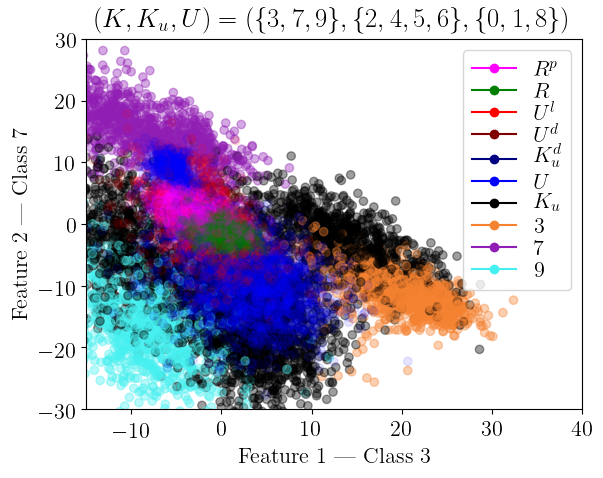 (K, K_u, U) = ({3, 7, 9}, {2, 4, 5, 6}, {0, 1, 8})
30
20
10
0
−10
−20
−30
Feature 2 — Class 7
R^p
R
U^l
U^d
K_u^d
U
K_u
3
7
9
−10
0
10
20
30
40
Feature 1 — Class 3